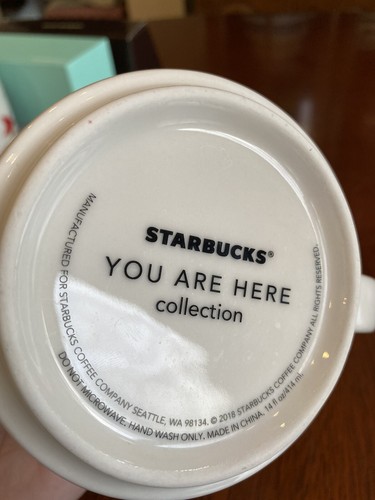 STARBUCKS®
YOU ARE HERE
collection
MANUFACTURED FOR STARBUCKS COFFEE COMPANY SEATTLE, WA 98134. © 2018 STARBUCKS COFFEE COMPANY ALL RIGHTS RESERVED.
DO NOT MICROWAVE. HAND WASH ONLY. MADE IN CHINA. 14 fl oz/414 mL